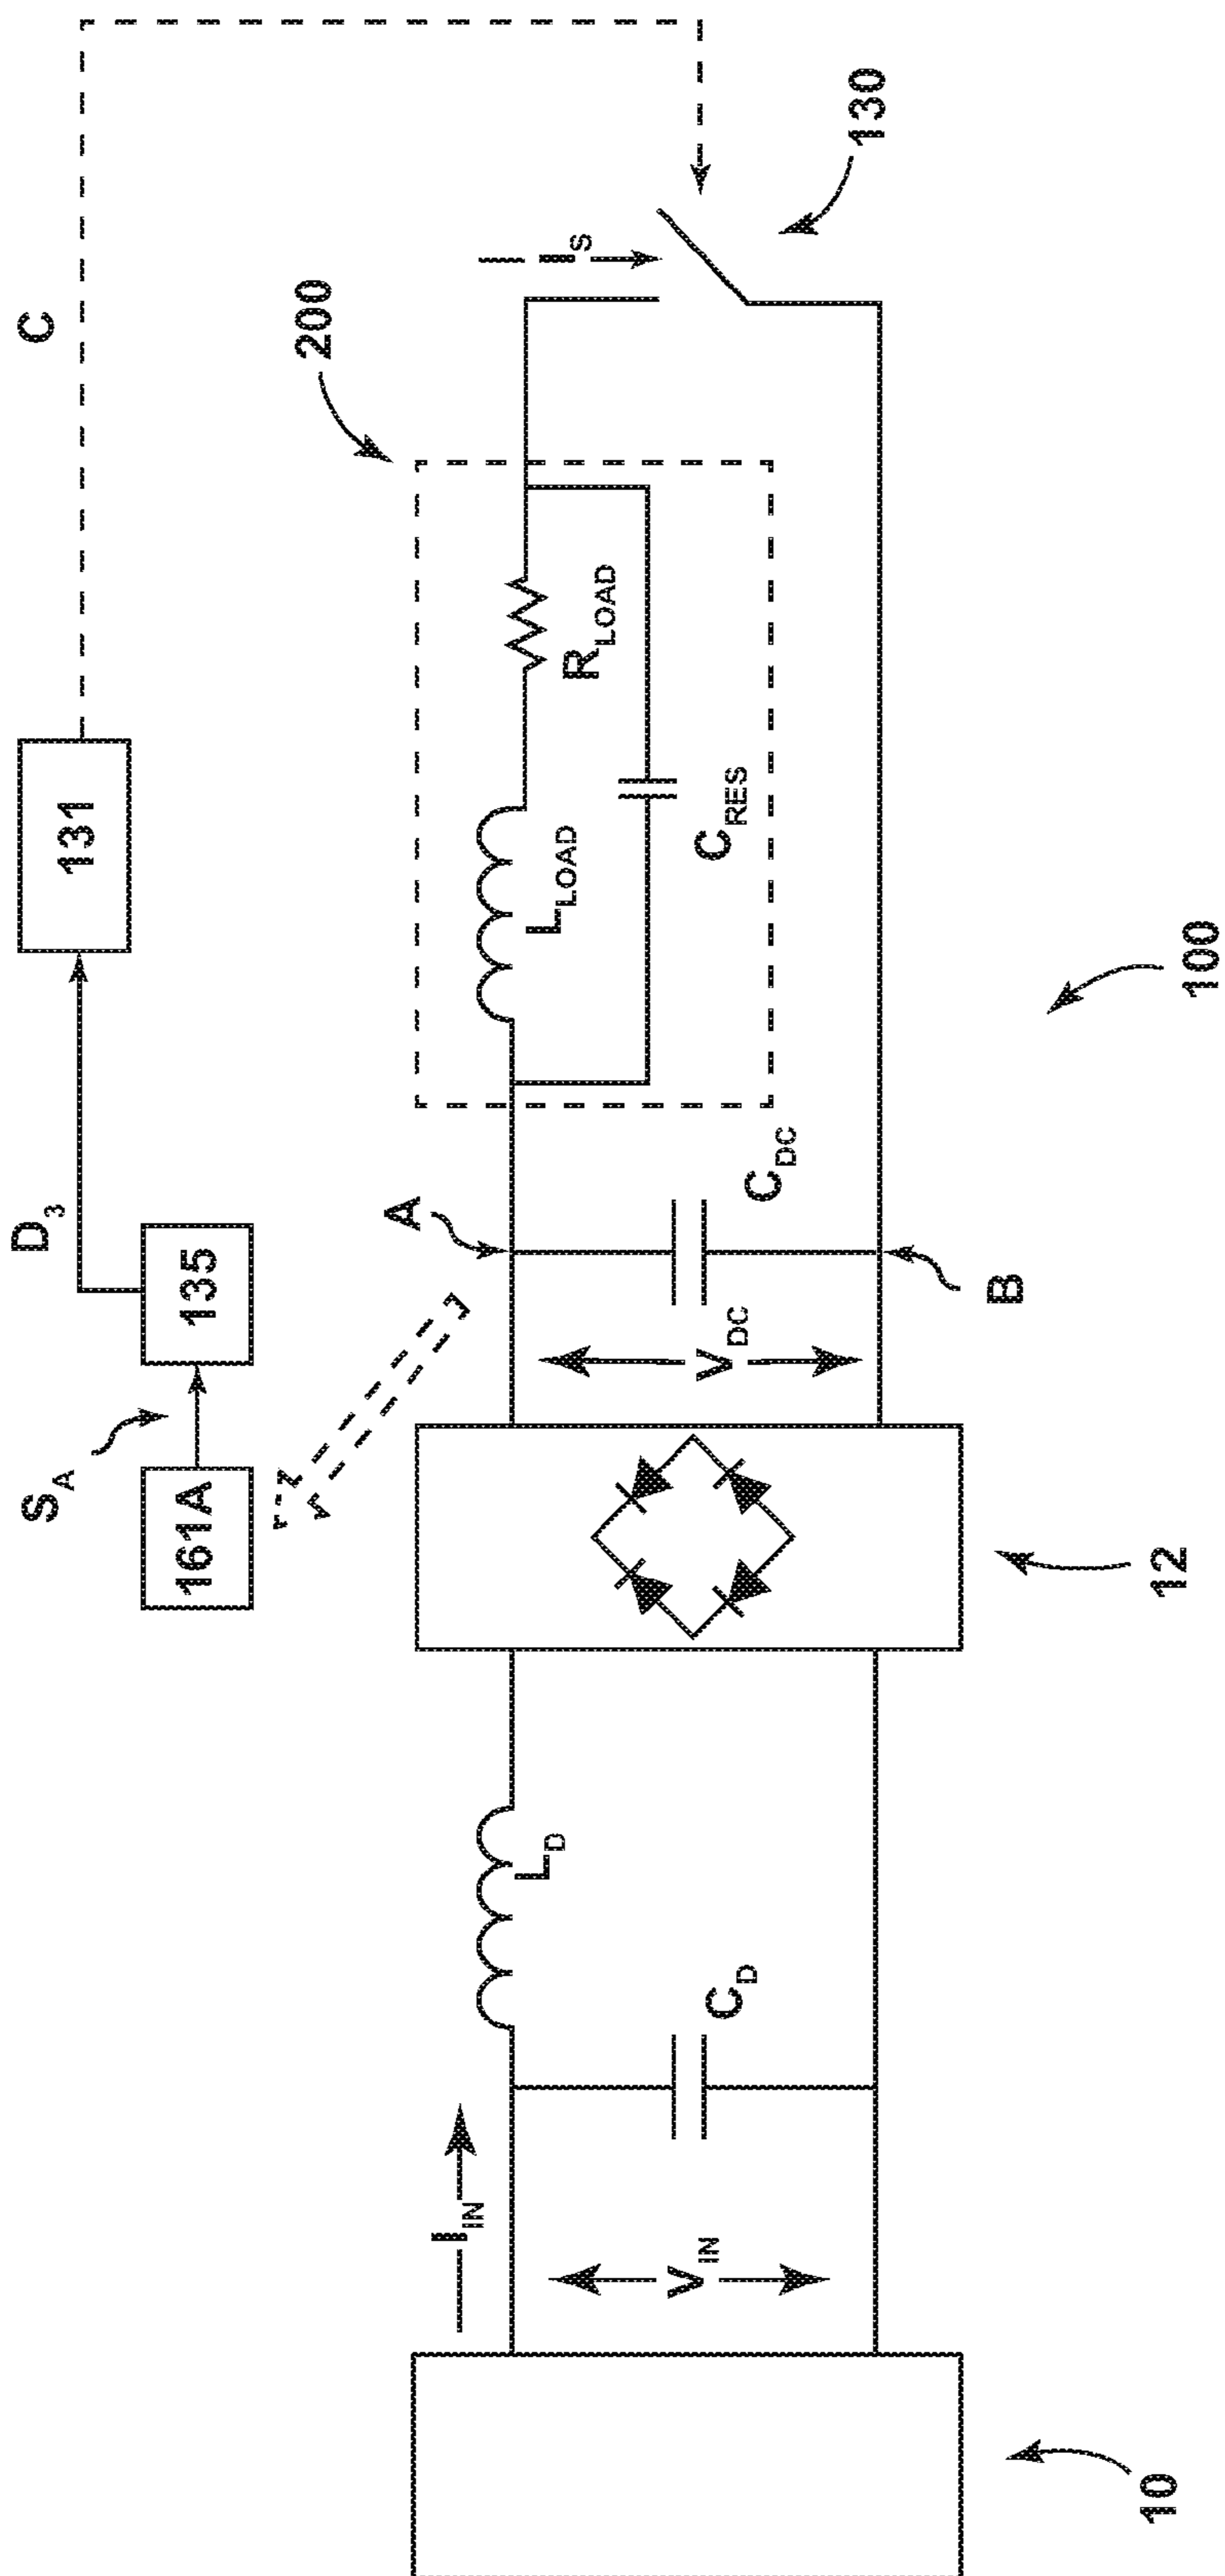 C
131
D3
135
SA
161A
200
IS
130
LLOAD
RLOAD
CRES
A
CDC
B
VDC
100
12
LD
CD
IIN
VIN
10